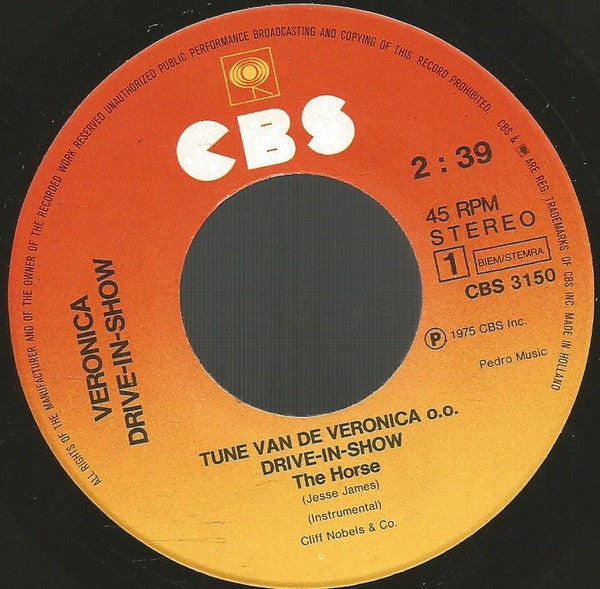 ALL RIGHTS OF THE MANUFACTURER AND OF THE OWNER OF THE RECORDED WORK RESERVED UNAUTHORIZED PUBLIC PERFORMANCE BROADCASTING AND COPYING OF THIS RECORD PROHIBITED. CBS & ARE REG. TRADEMARKS OF CBS INC. MADE IN HOLLAND
CBS
2 : 39
45 RPM
STEREO
1 BIEM/STEMRA
CBS 3150
VERONICA
DRIVE-IN-SHOW
Ⓟ 1975 CBS Inc.
Pedro Music
TUNE VAN DE VERONICA o.o.
DRIVE-IN-SHOW
The Horse
(Jesse James)
(Instrumental)
Cliff Nobels & Co.